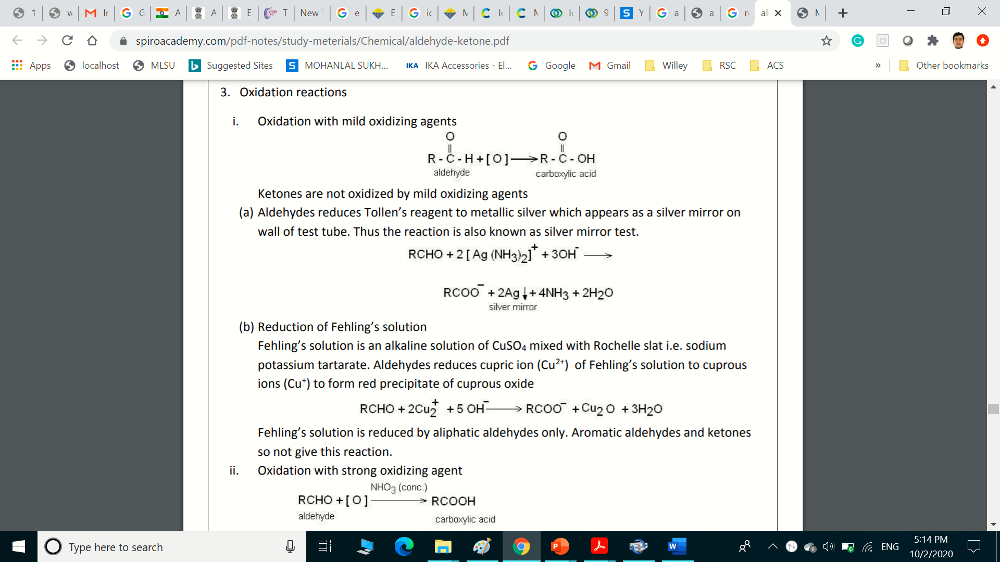 1 w Ir G A A E T New e E ic M Ic N Ic 9 Y a a r al N
spiroacademy.com/pdf-notes/study-meterials/Chemical/aldehyde-ketone.pdf
Apps localhost MLSU Suggested Sites MOHANLAL SUKH... IKA IKA Accessories - El... Google Gmail Willey RSC ACS » Other bookmarks
3. Oxidation reactions
i. Oxidation with mild oxidizing agents
O O
|| ||
R - C - H + [ O ] ⟶ R - C - OH
aldehyde carboxylic acid
Ketones are not oxidized by mild oxidizing agents
(a) Aldehydes reduces Tollen’s reagent to metallic silver which appears as a silver mirror on
wall of test tube. Thus the reaction is also known as silver mirror test.
RCHO + 2 [ Ag (NH3)2]⁺ + 3OH⁻ ⟶
RCOO⁻ + 2Ag↓ + 4NH3 + 2H2O
silver mirror
(b) Reduction of Fehling’s solution
Fehling’s solution is an alkaline solution of CuSO₄ mixed with Rochelle slat i.e. sodium
potassium tartarate. Aldehydes reduces cupric ion (Cu²⁺) of Fehling’s solution to cuprous
ions (Cu⁺) to form red precipitate of cuprous oxide
RCHO + 2Cu₂⁺ + 5 OH⁻ ⟶ RCOO⁻ + Cu2 O + 3H2O
Fehling’s solution is reduced by aliphatic aldehydes only. Aromatic aldehydes and ketones
so not give this reaction.
ii. Oxidation with strong oxidizing agent
NHO3 (conc.)
RCHO + [ O ] ⟶ RCOOH
aldehyde carboxylic acid
Type here to search
ENG
5:14 PM
10/2/2020